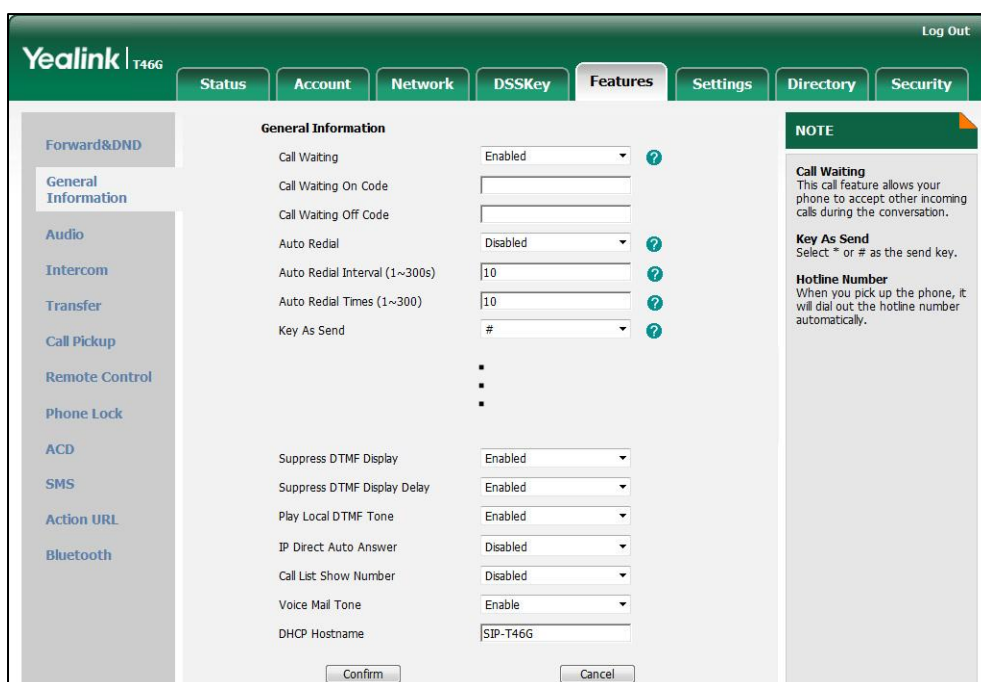 Log Out
Yealink T46G
Status Account Network DSSKey Features Settings Directory Security
Forward&DND
General
Information
Audio
Intercom
Transfer
Call Pickup
Remote Control
Phone Lock
ACD
SMS
Action URL
Bluetooth
General Information
Call Waiting Enabled ?
Call Waiting On Code
Call Waiting Off Code
Auto Redial Disabled ?
Auto Redial Interval (1~300s) 10 ?
Auto Redial Times (1~300) 10 ?
Key As Send # ?
Suppress DTMF Display Enabled
Suppress DTMF Display Delay Enabled
Play Local DTMF Tone Enabled
IP Direct Auto Answer Disabled
Call List Show Number Disabled
Voice Mail Tone Enable
DHCP Hostname SIP-T46G
Confirm Cancel
NOTE
Call Waiting
This call feature allows your
phone to accept other incoming
calls during the conversation.
Key As Send
Select * or # as the send key.
Hotline Number
When you pick up the phone, it
will dial out the hotline number
automatically.